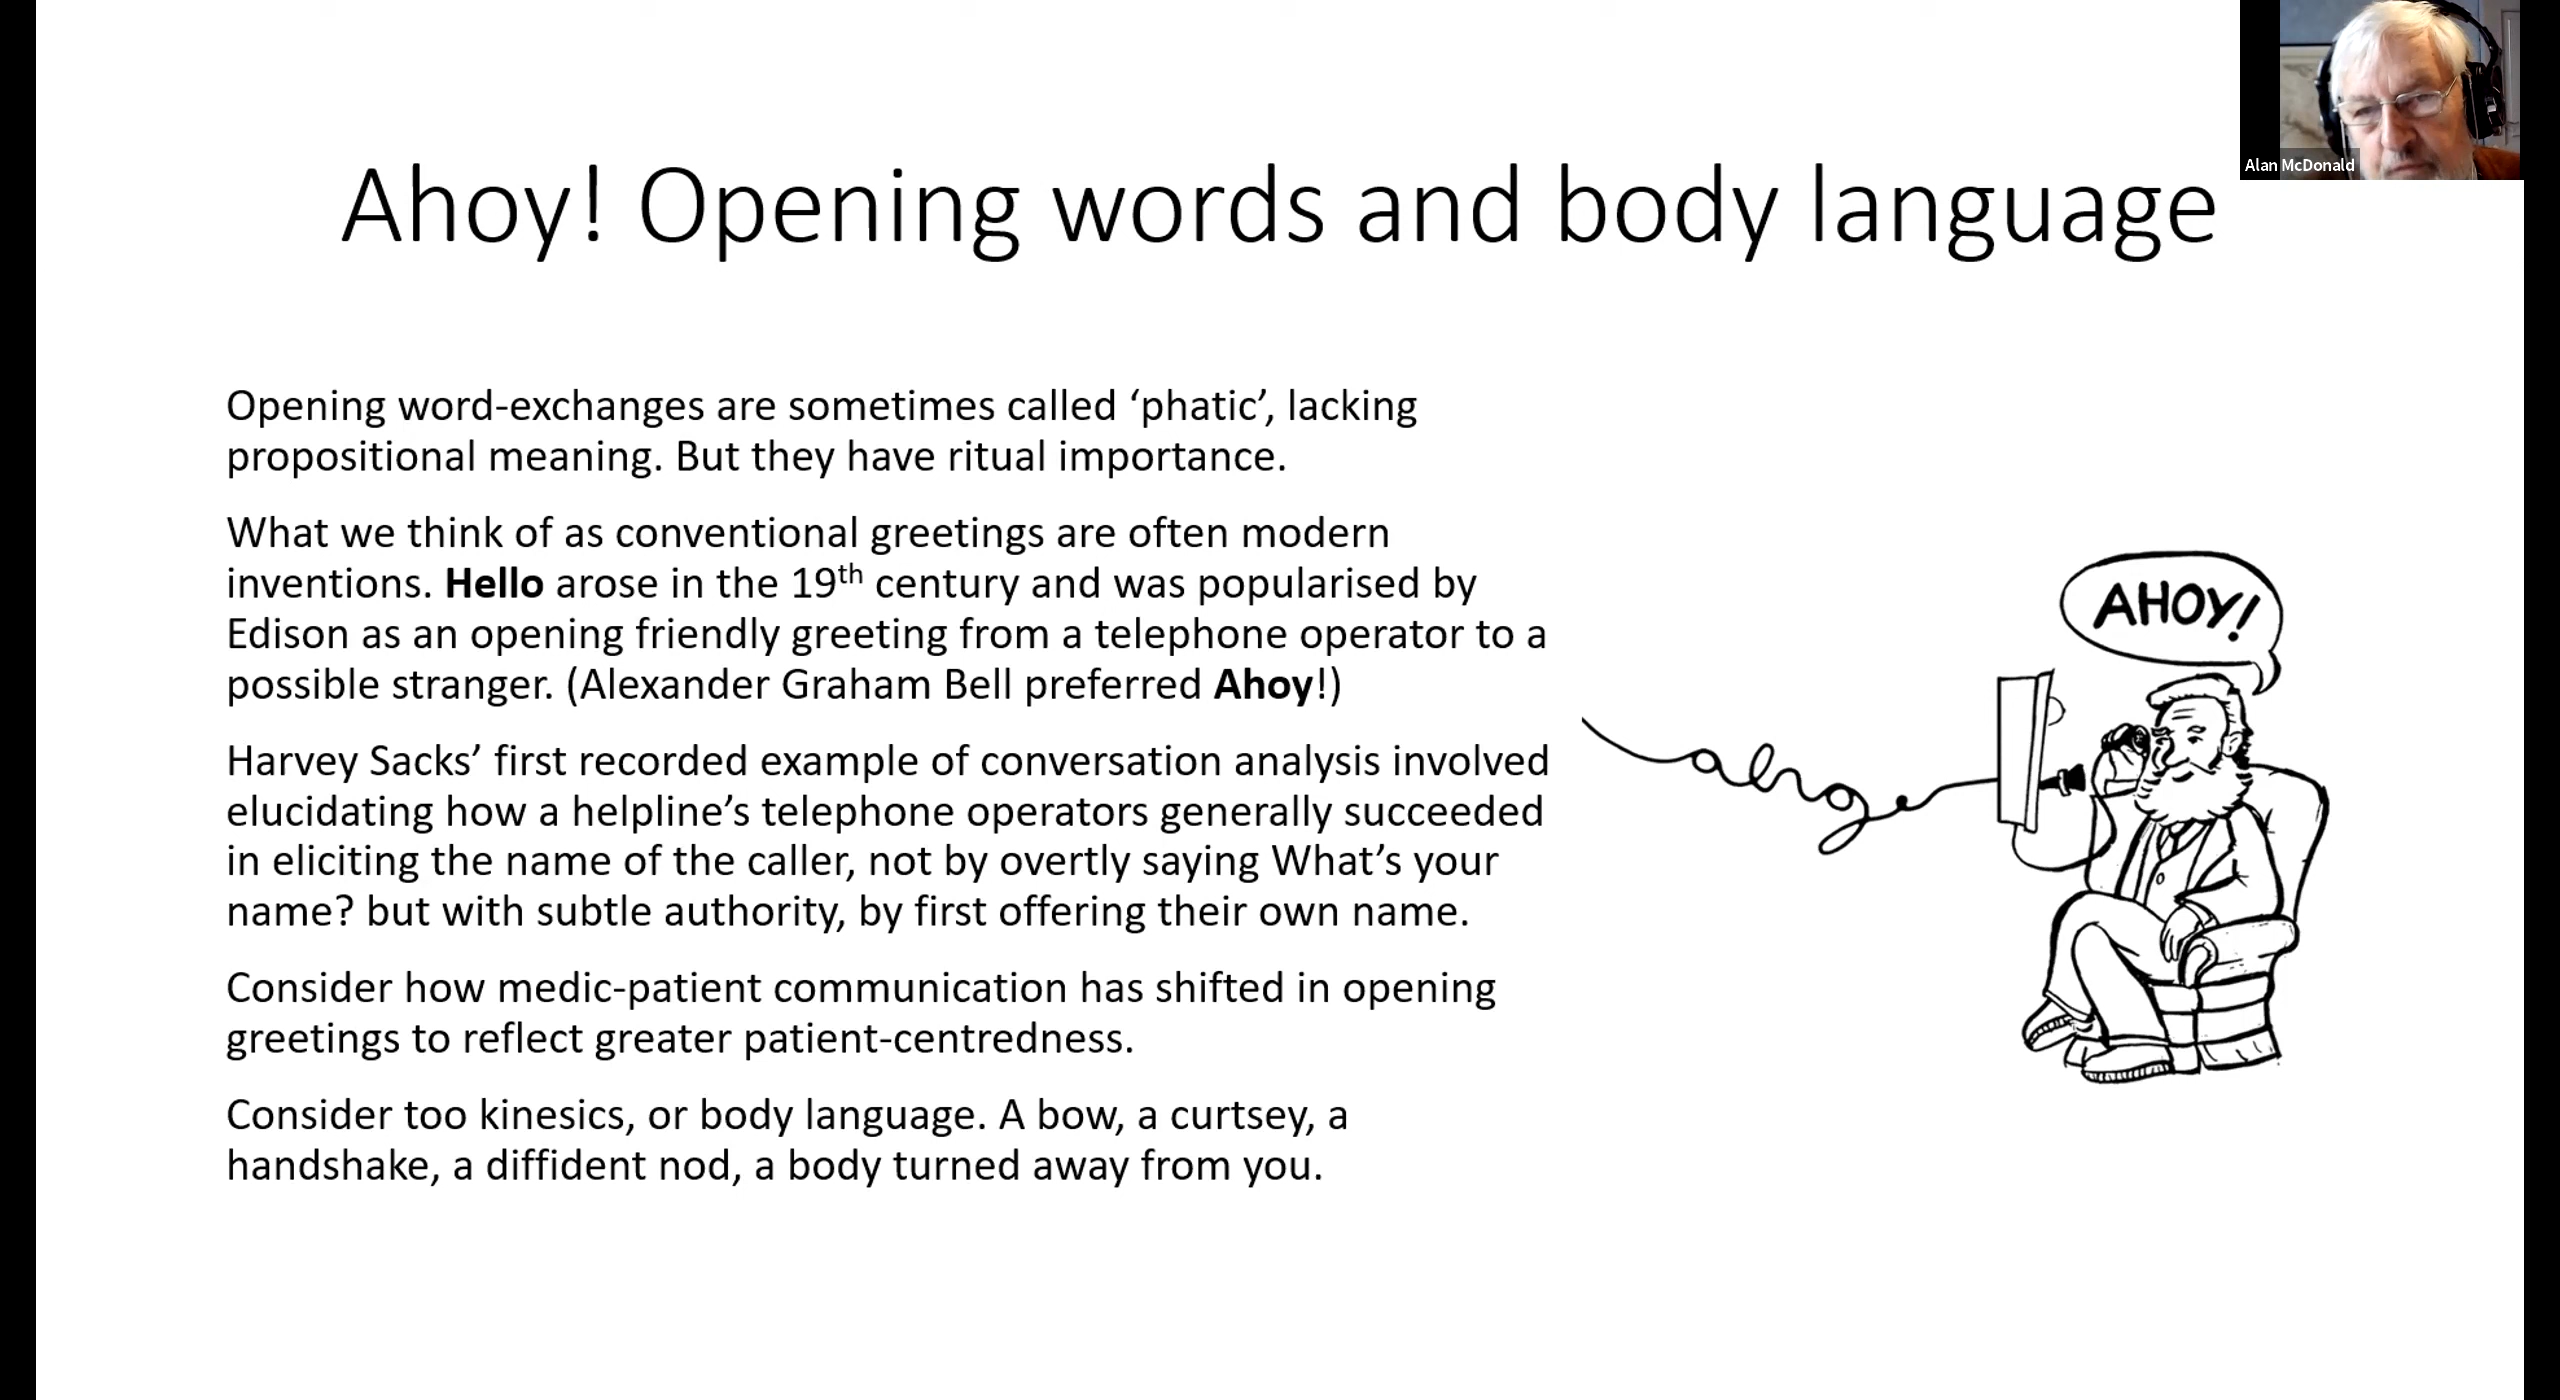 Alan McDonald
Ahoy! Opening words and body language
Opening word-exchanges are sometimes called ‘phatic’, lacking
propositional meaning. But they have ritual importance.
What we think of as conventional greetings are often modern
inventions. Hello arose in the 19th century and was popularised by
Edison as an opening friendly greeting from a telephone operator to a
possible stranger. (Alexander Graham Bell preferred Ahoy!)
Harvey Sacks’ first recorded example of conversation analysis involved
elucidating how a helpline’s telephone operators generally succeeded
in eliciting the name of the caller, not by overtly saying What’s your
name? but with subtle authority, by first offering their own name.
Consider how medic-patient communication has shifted in opening
greetings to reflect greater patient-centredness.
Consider too kinesics, or body language. A bow, a curtsey, a
handshake, a diffident nod, a body turned away from you.
AHOY!